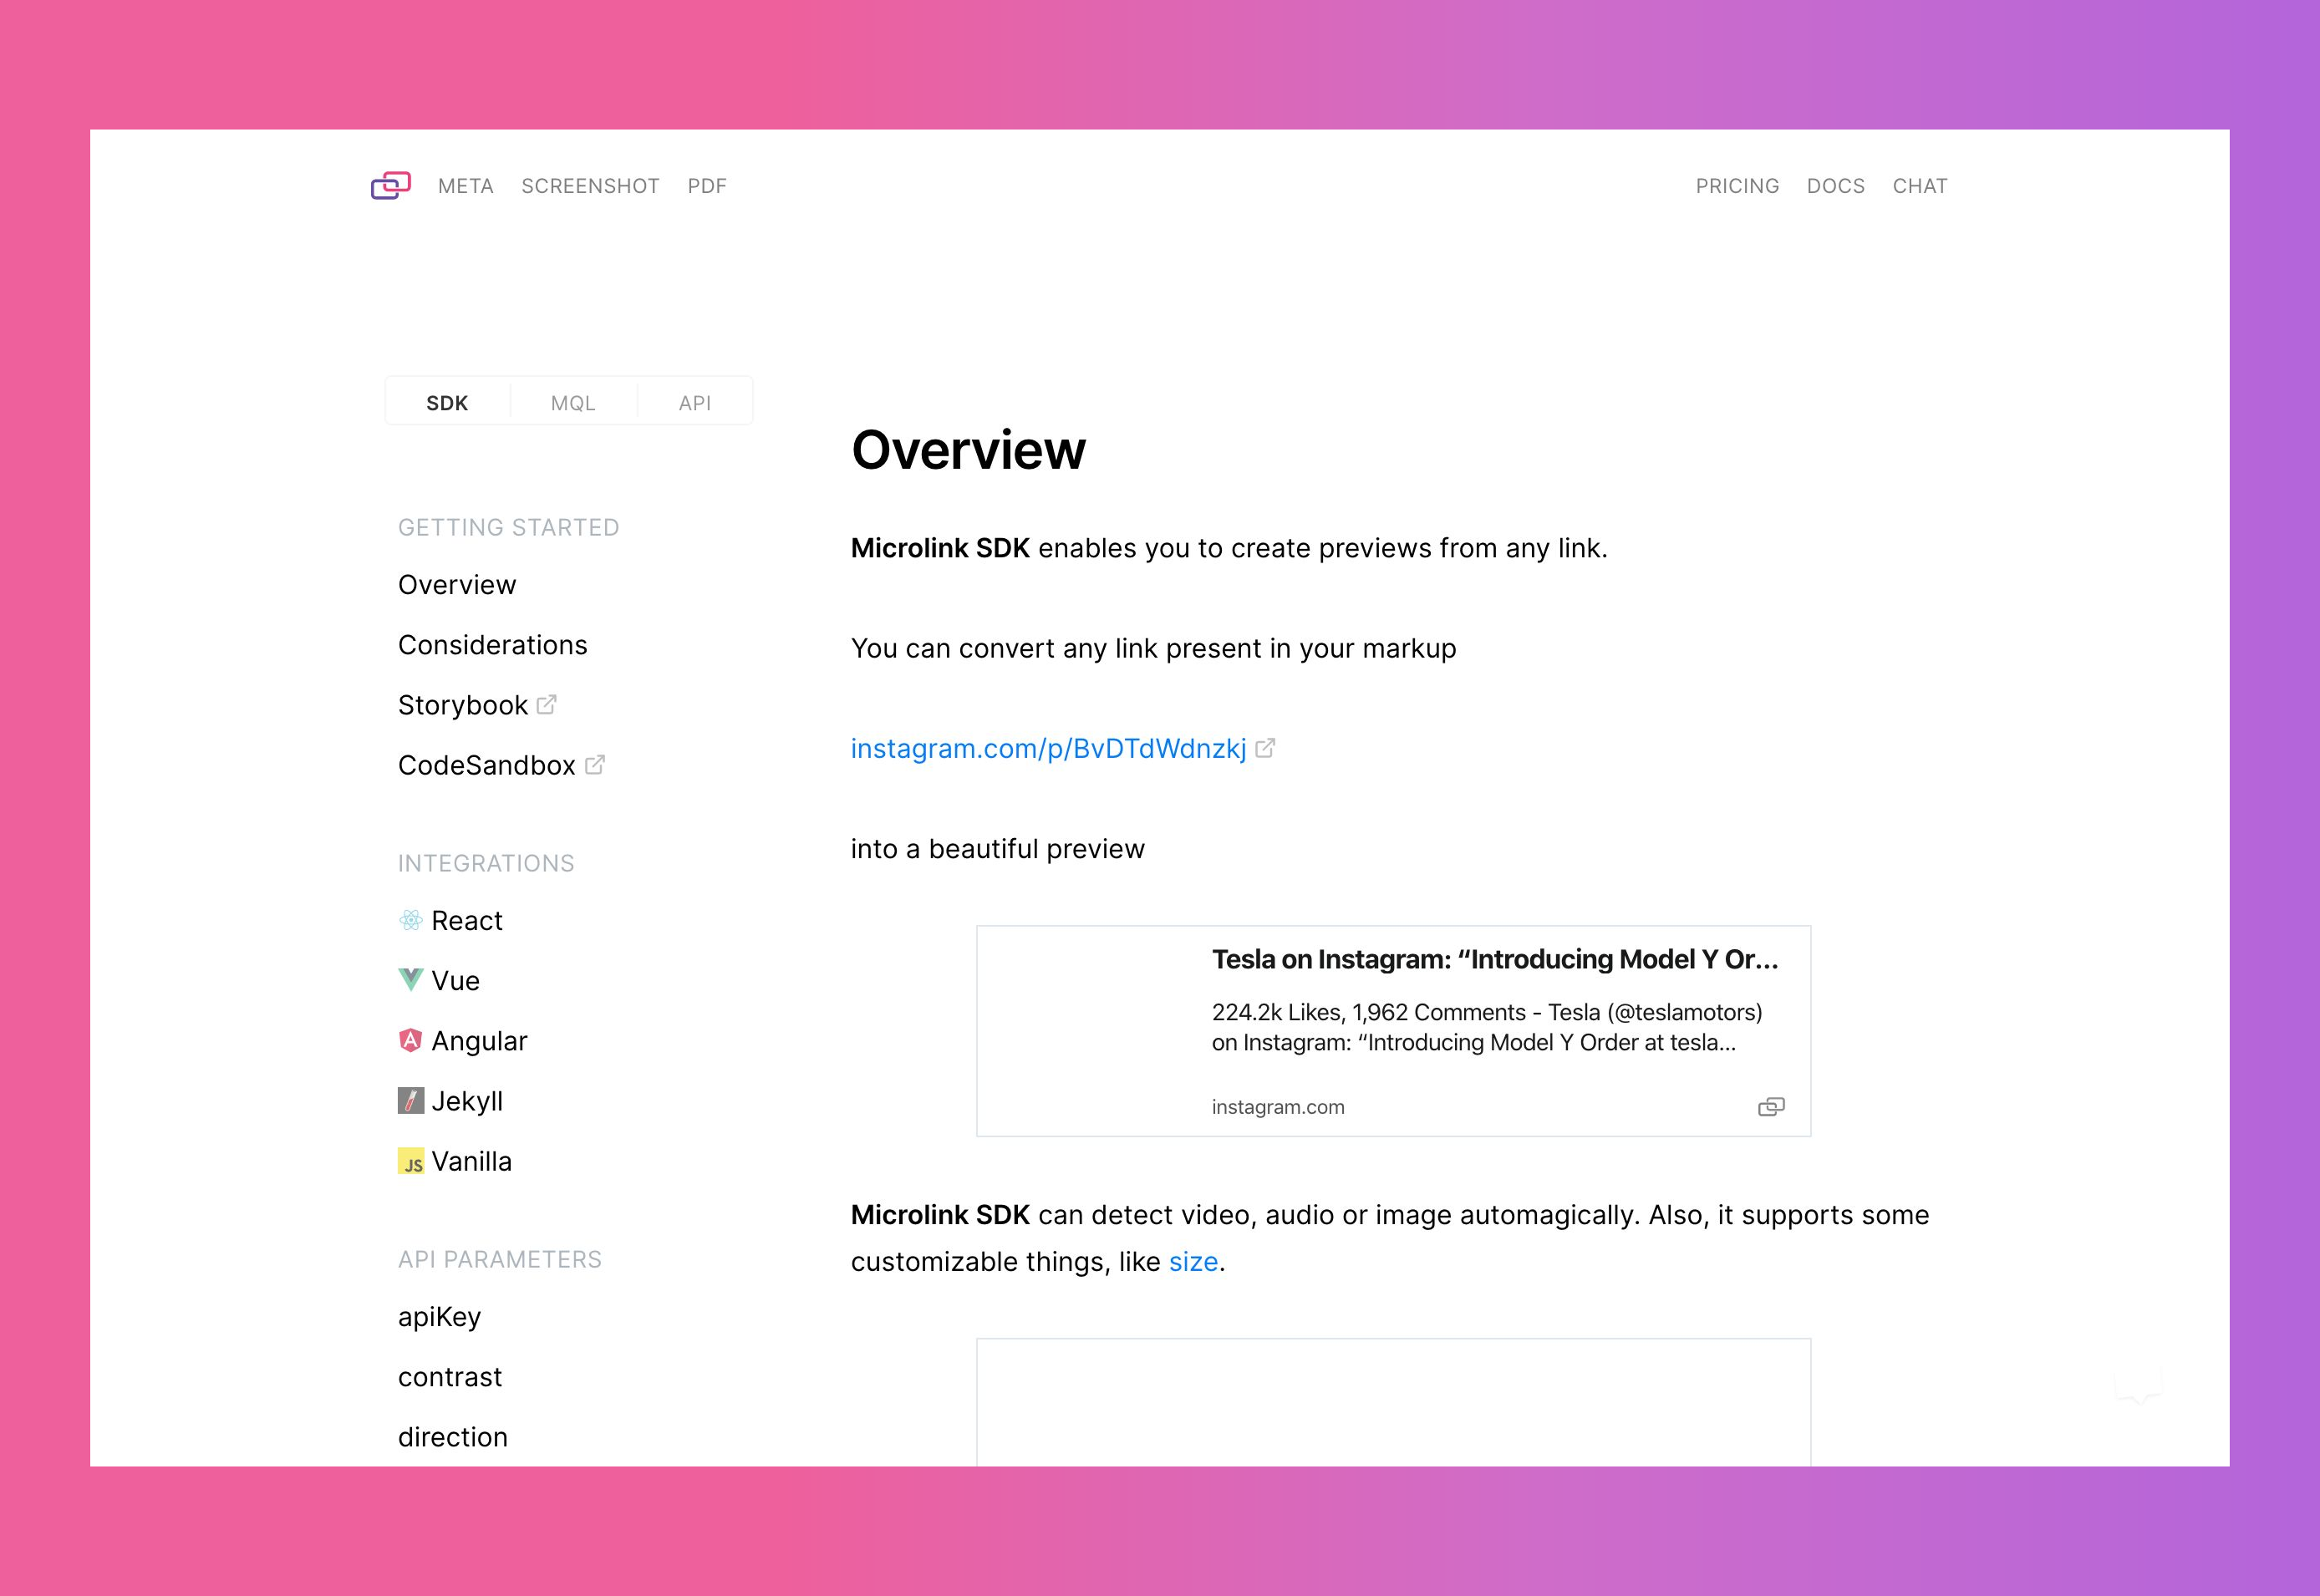 META SCREENSHOT PDF PRICING DOCS CHAT
SDK MQL API
GETTING STARTED
Overview
Considerations
Storybook
CodeSandbox
INTEGRATIONS
React
Vue
Angular
Jekyll
JS Vanilla
API PARAMETERS
apiKey
contrast
direction
Overview
Microlink SDK enables you to create previews from any link.
You can convert any link present in your markup
instagram.com/p/BvDTdWdnzkj
into a beautiful preview
Tesla on Instagram: “Introducing Model Y Or...
224.2k Likes, 1,962 Comments - Tesla (@teslamotors)
on Instagram: “Introducing Model Y Order at tesla...
instagram.com
Microlink SDK can detect video, audio or image automagically. Also, it supports some
customizable things, like size.